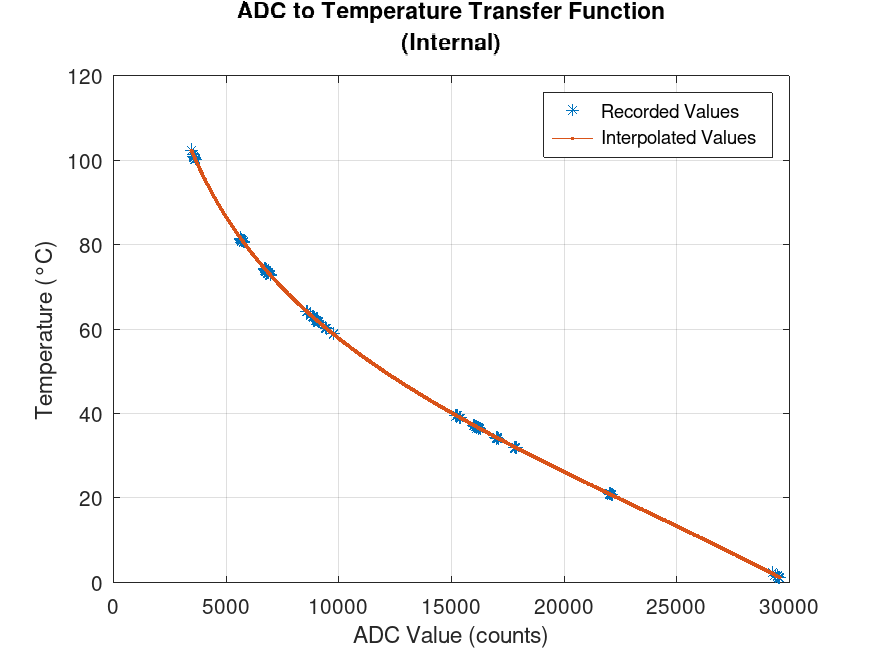 ADC to Temperature Transfer Function
(Internal)
Recorded Values
Interpolated Values
120
100
80
60
40
20
0
Temperature (°C)
0 5000 10000 15000 20000 25000 30000
ADC Value (counts)